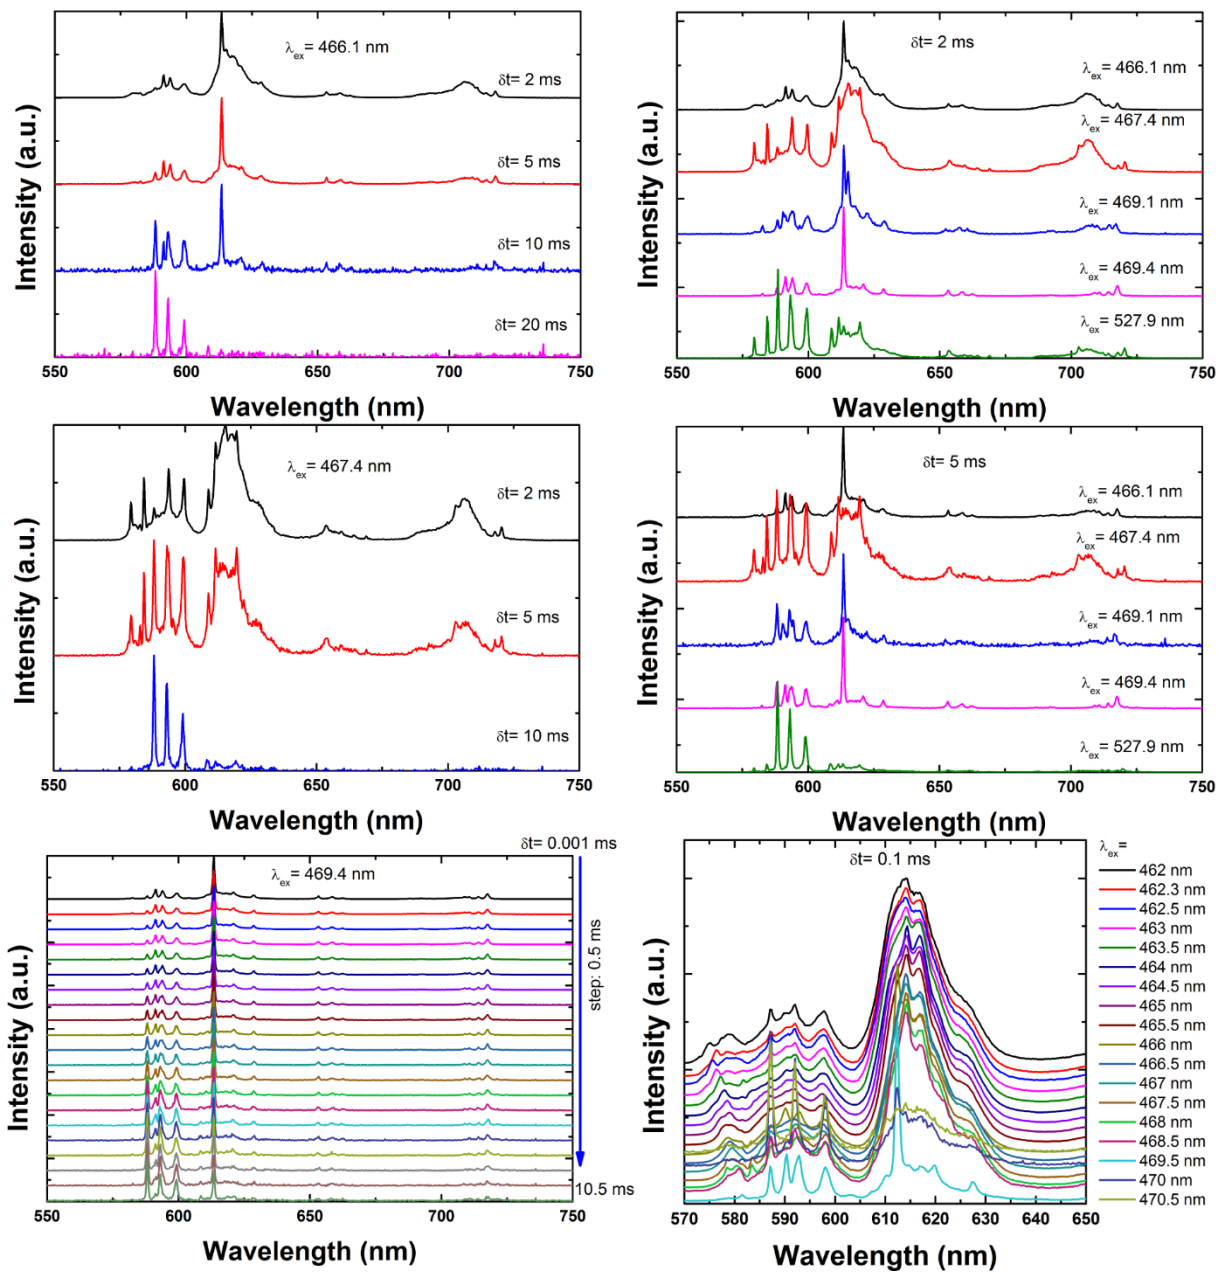 λex= 466.1 nm
δt= 2 ms
δt= 5 ms
δt= 10 ms
δt= 20 ms
Intensity (a.u.)
550 600 650 700 750
Wavelength (nm)
δt= 2 ms
λex= 466.1 nm
λex= 467.4 nm
λex= 469.1 nm
λex= 469.4 nm
λex= 527.9 nm
Intensity (a.u.)
550 600 650 700 750
Wavelength (nm)
λex= 467.4 nm
δt= 2 ms
δt= 5 ms
δt= 10 ms
Intensity (a.u.)
550 600 650 700 750
Wavelength (nm)
δt= 5 ms
λex= 466.1 nm
λex= 467.4 nm
λex= 469.1 nm
λex= 469.4 nm
λex= 527.9 nm
Intensity (a.u.)
550 600 650 700 750
Wavelength (nm)
δt= 0.001 ms
λex= 469.4 nm
step: 0.5 ms
10.5 ms
Intensity (a.u.)
550 600 650 700 750
Wavelength (nm)
δt= 0.1 ms
λex=
462 nm
462.3 nm
462.5 nm
463 nm
463.5 nm
464 nm
464.5 nm
465 nm
465.5 nm
466 nm
466.5 nm
467 nm
467.5 nm
468 nm
468.5 nm
469.5 nm
470 nm
470.5 nm
Intensity (a.u.)
570 580 590 600 610 620 630 640 650
Wavelength (nm)